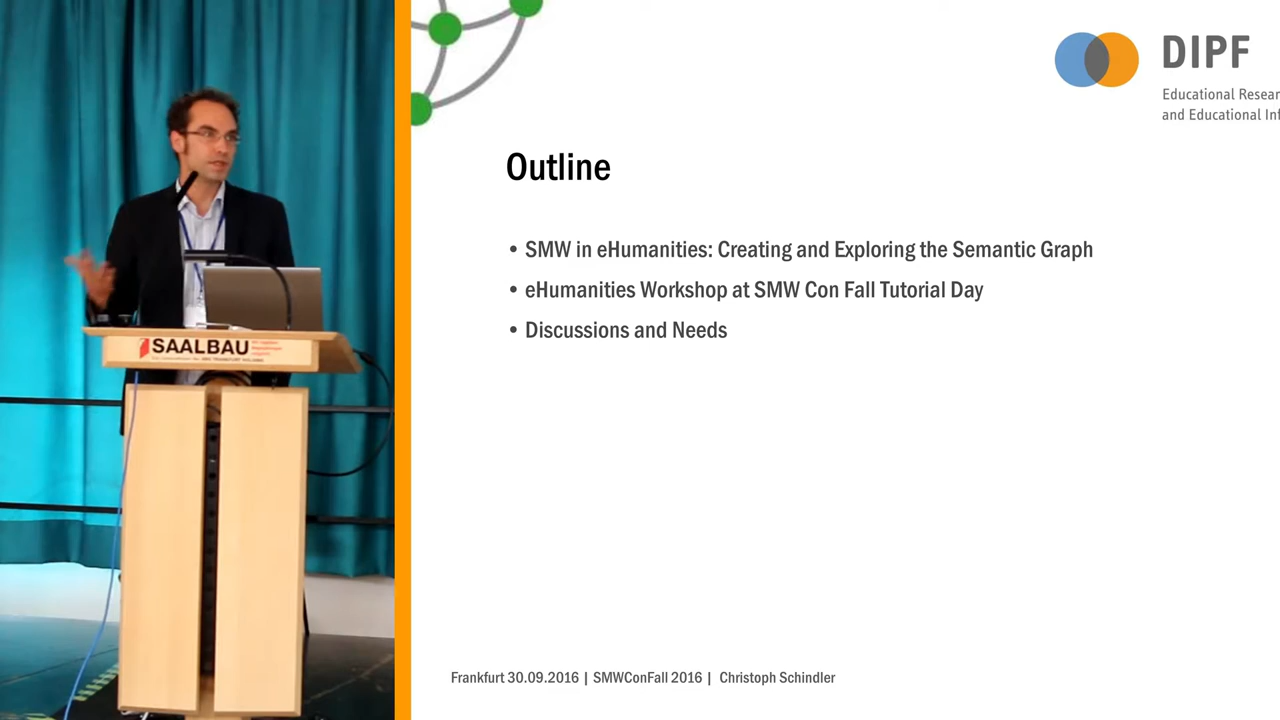 DIPF
Educational Resear
and Educational Inf
Outline
• SMW in eHumanities: Creating and Exploring the Semantic Graph
• eHumanities Workshop at SMW Con Fall Tutorial Day
• Discussions and Needs
SAALBAU
Frankfurt 30.09.2016 | SMWConFall 2016 | Christoph Schindler